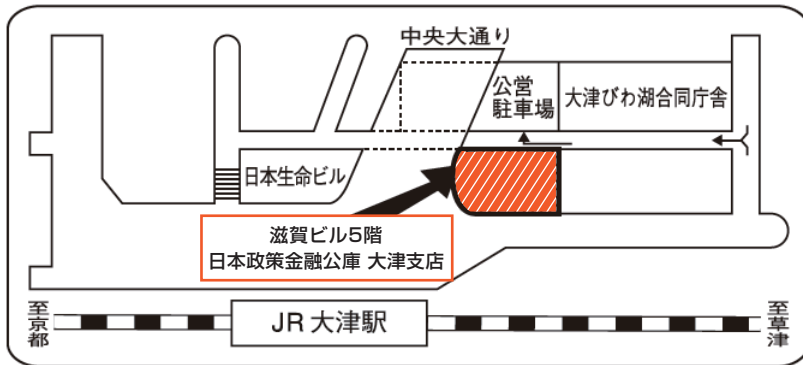 中央大通り
公営
駐車場
大津びわ湖合同庁舎
日本生命ビル
滋賀ビル5階
日本政策金融公庫 大津支店
至京都
JR大津駅
至草津